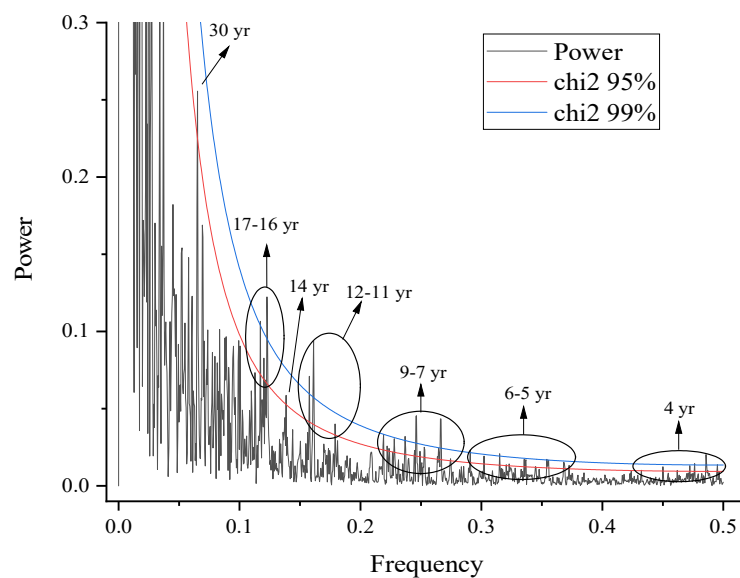 0.3
30 yr
Power
chi2 95%
chi2 99%
0.2
17-16 yr
14 yr
12-11 yr
Power
0.1
9-7 yr
6-5 yr
4 yr
0.0
0.0 0.1 0.2 0.3 0.4 0.5
Frequency